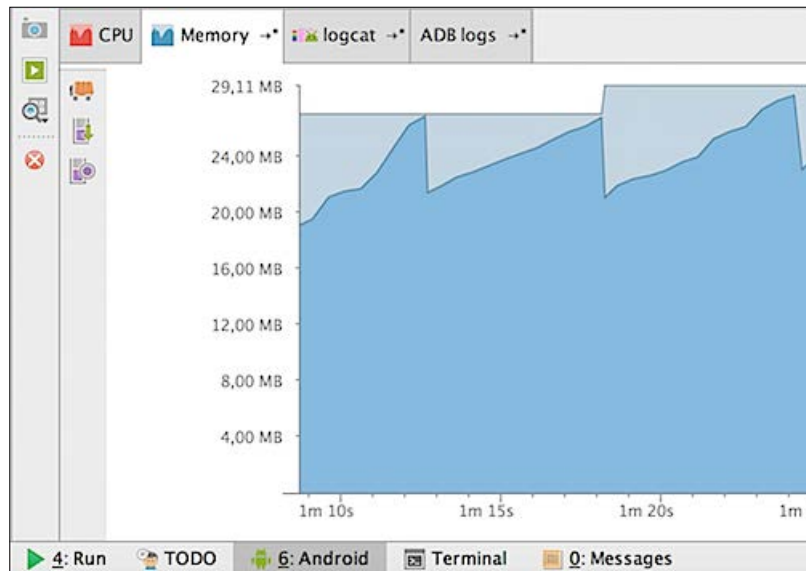 CPU Memory logcat ADB logs
29,11 MB
24,00 MB
20,00 MB
16,00 MB
12,00 MB
8,00 MB
4,00 MB
1m 10s 1m 15s 1m 20s 1m
4: Run TODO 6: Android Terminal 0: Messages